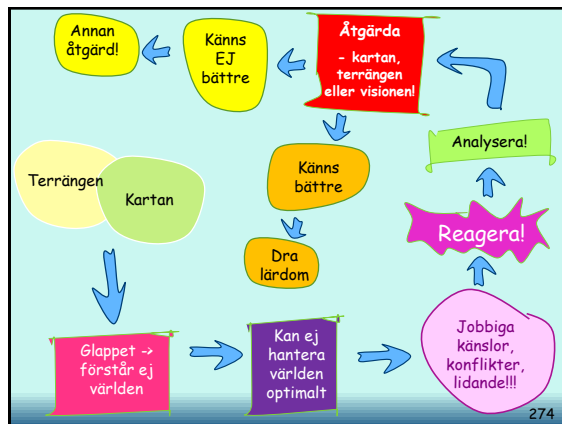 Annan
åtgärd!
Känns
EJ
bättre
Åtgärda
- kartan,
terrängen
eller visionen!
Analysera!
Terrängen
Kartan
Känns
bättre
Reagera!
Dra
lärdom
Glappet ->
förstår ej
världen
Kan ej
hantera
världen
optimalt
Jobbiga
känslor,
konflikter,
lidande!!!
274